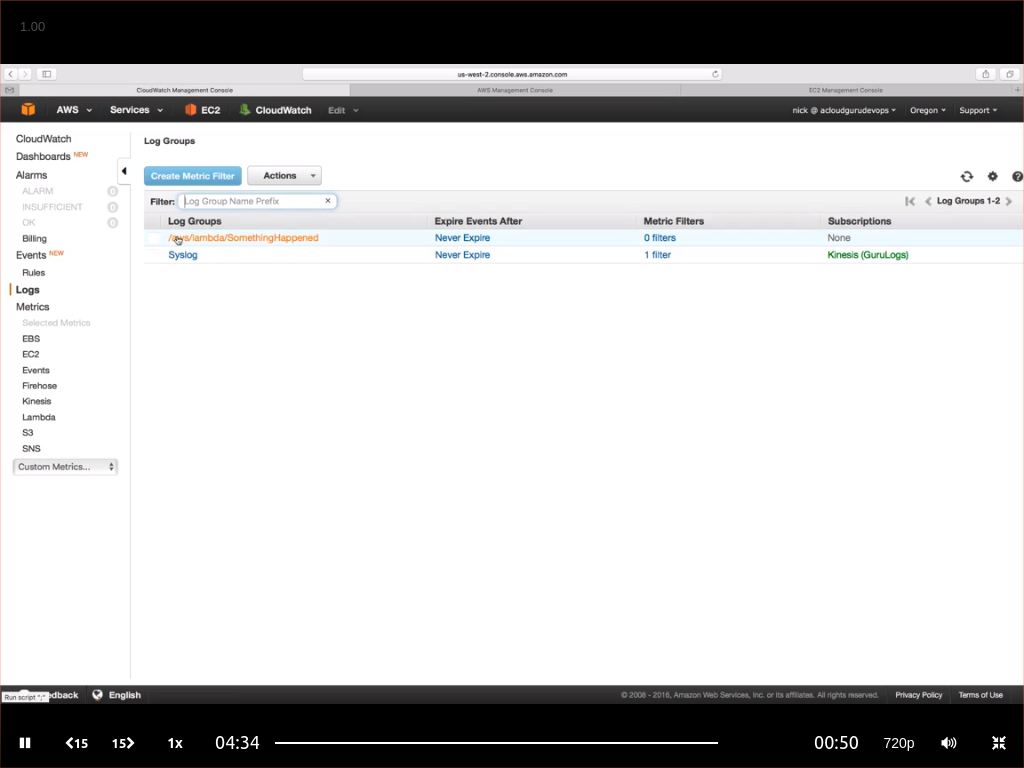 1.00
us-west-2.console.aws.amazon.com
CloudWatch Management Console AWS Management Console EC2 Management Console
AWS Services EC2 CloudWatch Edit nick @ acloudgurudevops Oregon Support
CloudWatch
Dashboards NEW
Alarms
ALARM 0
INSUFFICIENT 0
OK 0
Billing
Events NEW
Rules
Logs
Metrics
Selected Metrics
EBS
EC2
Events
Firehose
Kinesis
Lambda
S3
SNS
Custom Metrics...
Log Groups
Create Metric Filter Actions
Filter: Log Group Name Prefix × Log Groups 1-2
Log Groups Expire Events After Metric Filters Subscriptions
/aws/lambda/SomethingHappened Never Expire 0 filters None
Syslog Never Expire 1 filter Kinesis (GuruLogs)
Run script ";" edback English © 2008 - 2016, Amazon Web Services, Inc. or its affiliates. All rights reserved. Privacy Policy Terms of Use
15 15 1x 04:34 00:50 720p